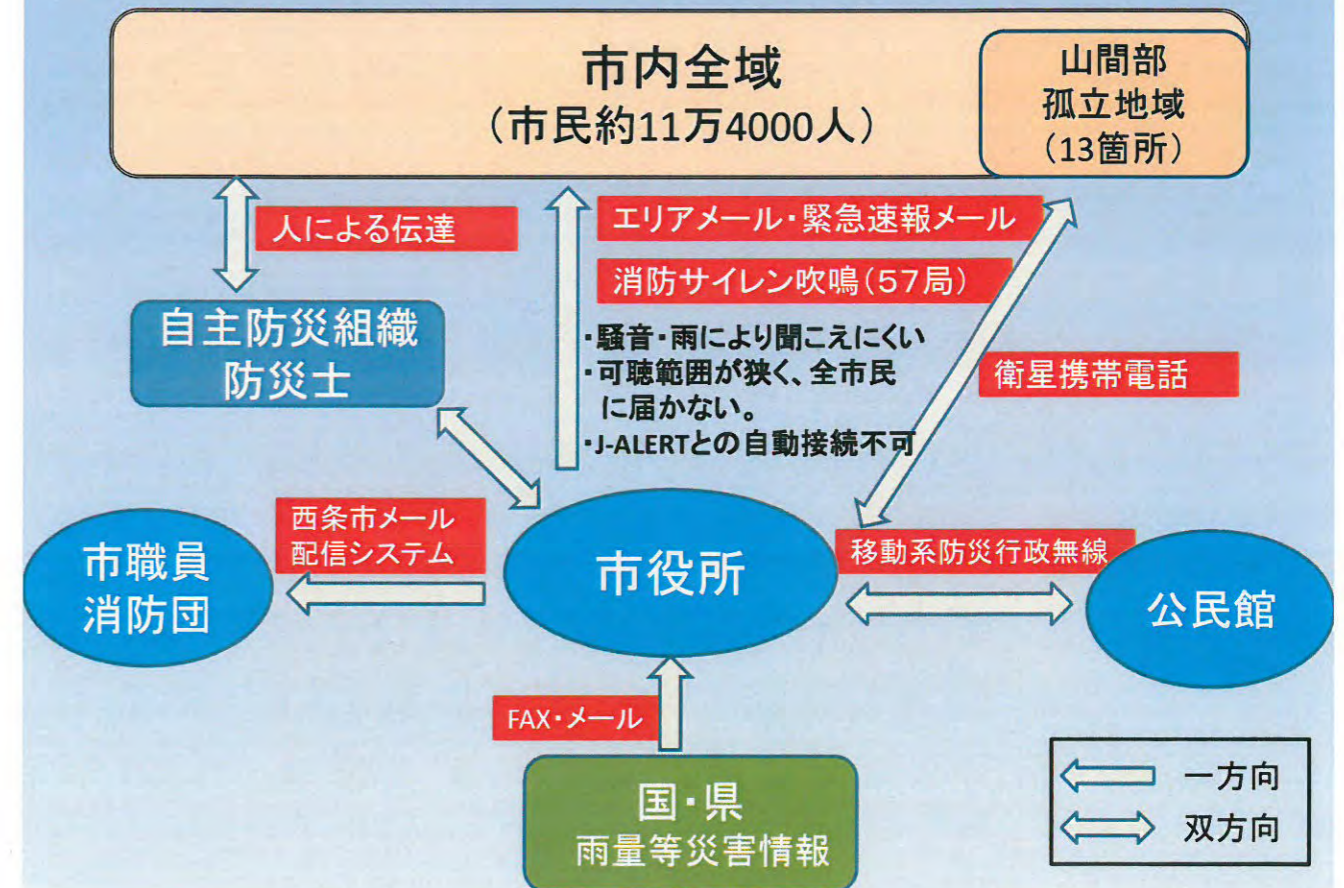 市内全域
（市民約11万4000人）
山間部
孤立地域
（13箇所）
人による伝達
エリアメール・緊急速報メール
消防サイレン吹鳴（57局）
自主防災組織
防災士
・騒音・雨により聞こえにくい
・可聴範囲が狭く、全市民
に届かない。
・J-ALERTとの自動接続不可
衛星携帯電話
西条市メール
配信システム
市職員
消防団
市役所
移動系防災行政無線
公民館
FAX・メール
国・県
雨量等災害情報
一方向
双方向